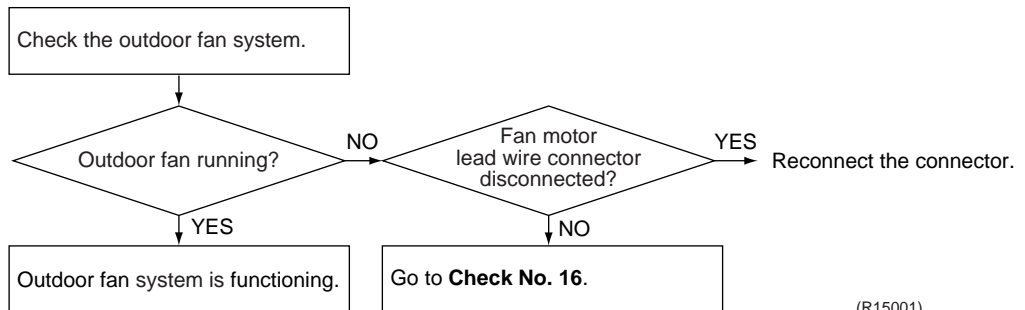 Check the outdoor fan system.
Outdoor fan running?
NO
Fan motor
lead wire connector
disconnected?
YES
Reconnect the connector.
YES
NO
Outdoor fan system is functioning.
Go to Check No. 16.
(R15001)